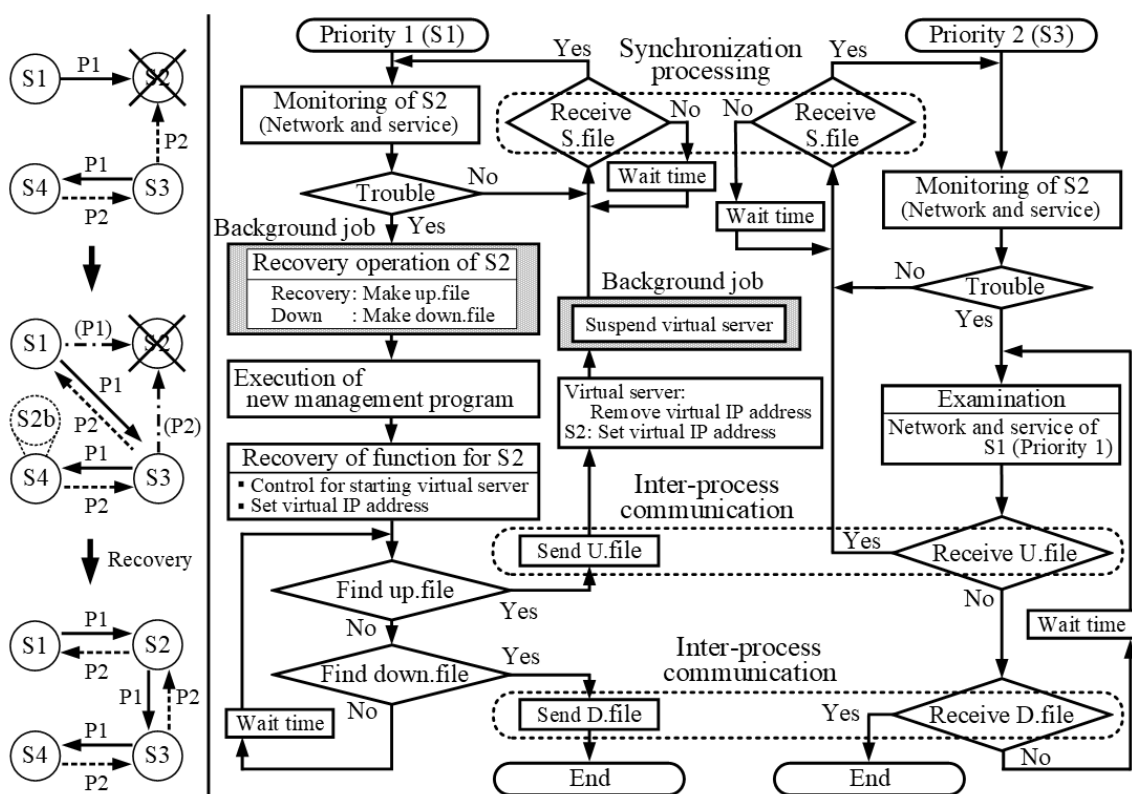 S1
P1
S2
P2
S4
P1
S3
P2
S1
(P1)
S2
P1
P2
(P2)
S2b
S4
P1
S3
P2
Recovery
S1
P1
S2
P2
P1
P2
S4
P1
S3
P2
Priority 1 (S1)
Monitoring of S2
(Network and service)
Trouble
No
Yes
Background job
Recovery operation of S2
Recovery : Make up.file
Down : Make down.file
Execution of
new management program
Recovery of function for S2
▪ Control for starting virtual server
▪ Set virtual IP address
Find up.file
Yes
No
Find down.file
Yes
No
Wait time
Yes
Synchronization
processing
Receive
S.file
No
Wait time
Background job
Suspend virtual server
Virtual server:
Remove virtual IP address
S2: Set virtual IP address
Inter-process
communication
Send U.file
Inter-process
communication
Send D.file
End
Priority 2 (S3)
Yes
Receive
S.file
No
Wait time
Monitoring of S2
(Network and service)
Trouble
No
Yes
Examination
Network and service of
S1 (Priority 1)
Receive U.file
Yes
No
Wait time
Receive D.file
Yes
No
End